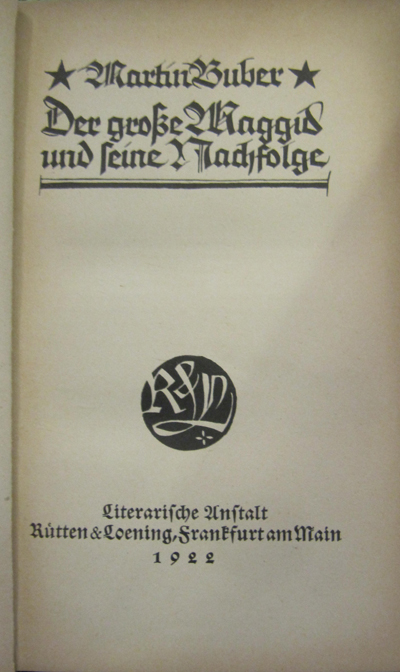 ★ Martin Buber ★
Der große Maggid
und seine Nachfolge
R&L
Literarische Anstalt
Rütten & Loening, Frankfurt am Main
1922